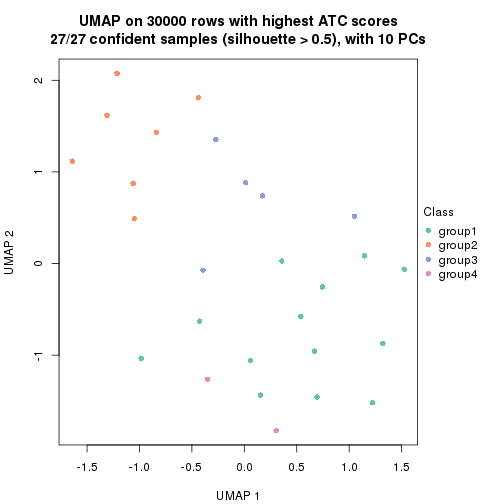 UMAP on 30000 rows with highest ATC scores
27/27 confident samples (silhouette > 0.5), with 10 PCs
2
1
0
-1
UMAP 2
-1.5 -1.0 -0.5 0.0 0.5 1.0 1.5
UMAP 1
Class
group1
group2
group3
group4